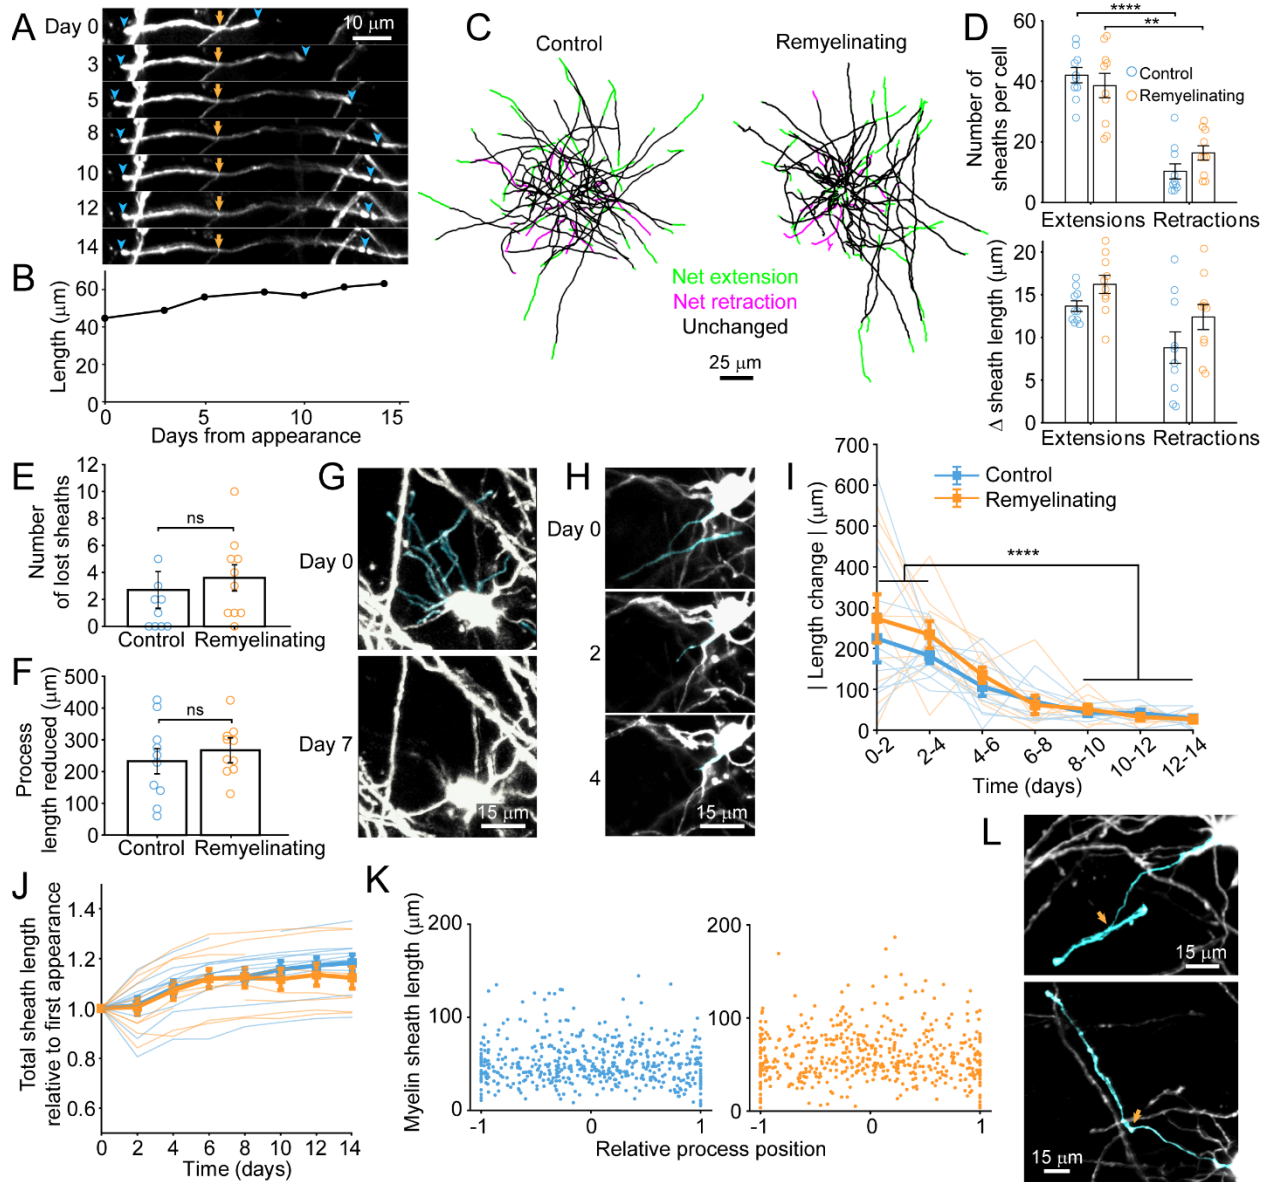 A
Day 0
10 μm
3
5
8
10
12
14
B
Length (μm)
60
40
20
0
0
5
10
15
Days from appearance
C
Control
Remyelinating
Net extension
Net retraction
Unchanged
25 μm
D
Number of
sheaths per cell
60
40
20
0
****
**
Control
Remyelinating
Extensions
Retractions
Δ sheath length (μm)
20
15
10
5
0
Extensions
Retractions
E
Number
of lost sheaths
12
10
8
6
4
2
0
ns
Control
Remyelinating
F
Process
length reduced (μm)
500
400
300
200
100
0
ns
Control
Remyelinating
G
Day 0
Day 7
15 μm
H
Day 0
2
4
15 μm
I
| Length change | (μm)
700
600
500
400
300
200
100
0
Control
Remyelinating
****
0-2
2-4
4-6
6-8
8-10
10-12
12-14
Time (days)
J
Total sheath length
relative to first appearance
1.4
1.2
1.0
0.8
0.6
0
2
4
6
8
10
12
14
Time (days)
K
Myelin sheath length (μm)
200
100
0
-1
0
1
200
100
0
-1
0
1
Relative process position
L
15 μm
15 μm